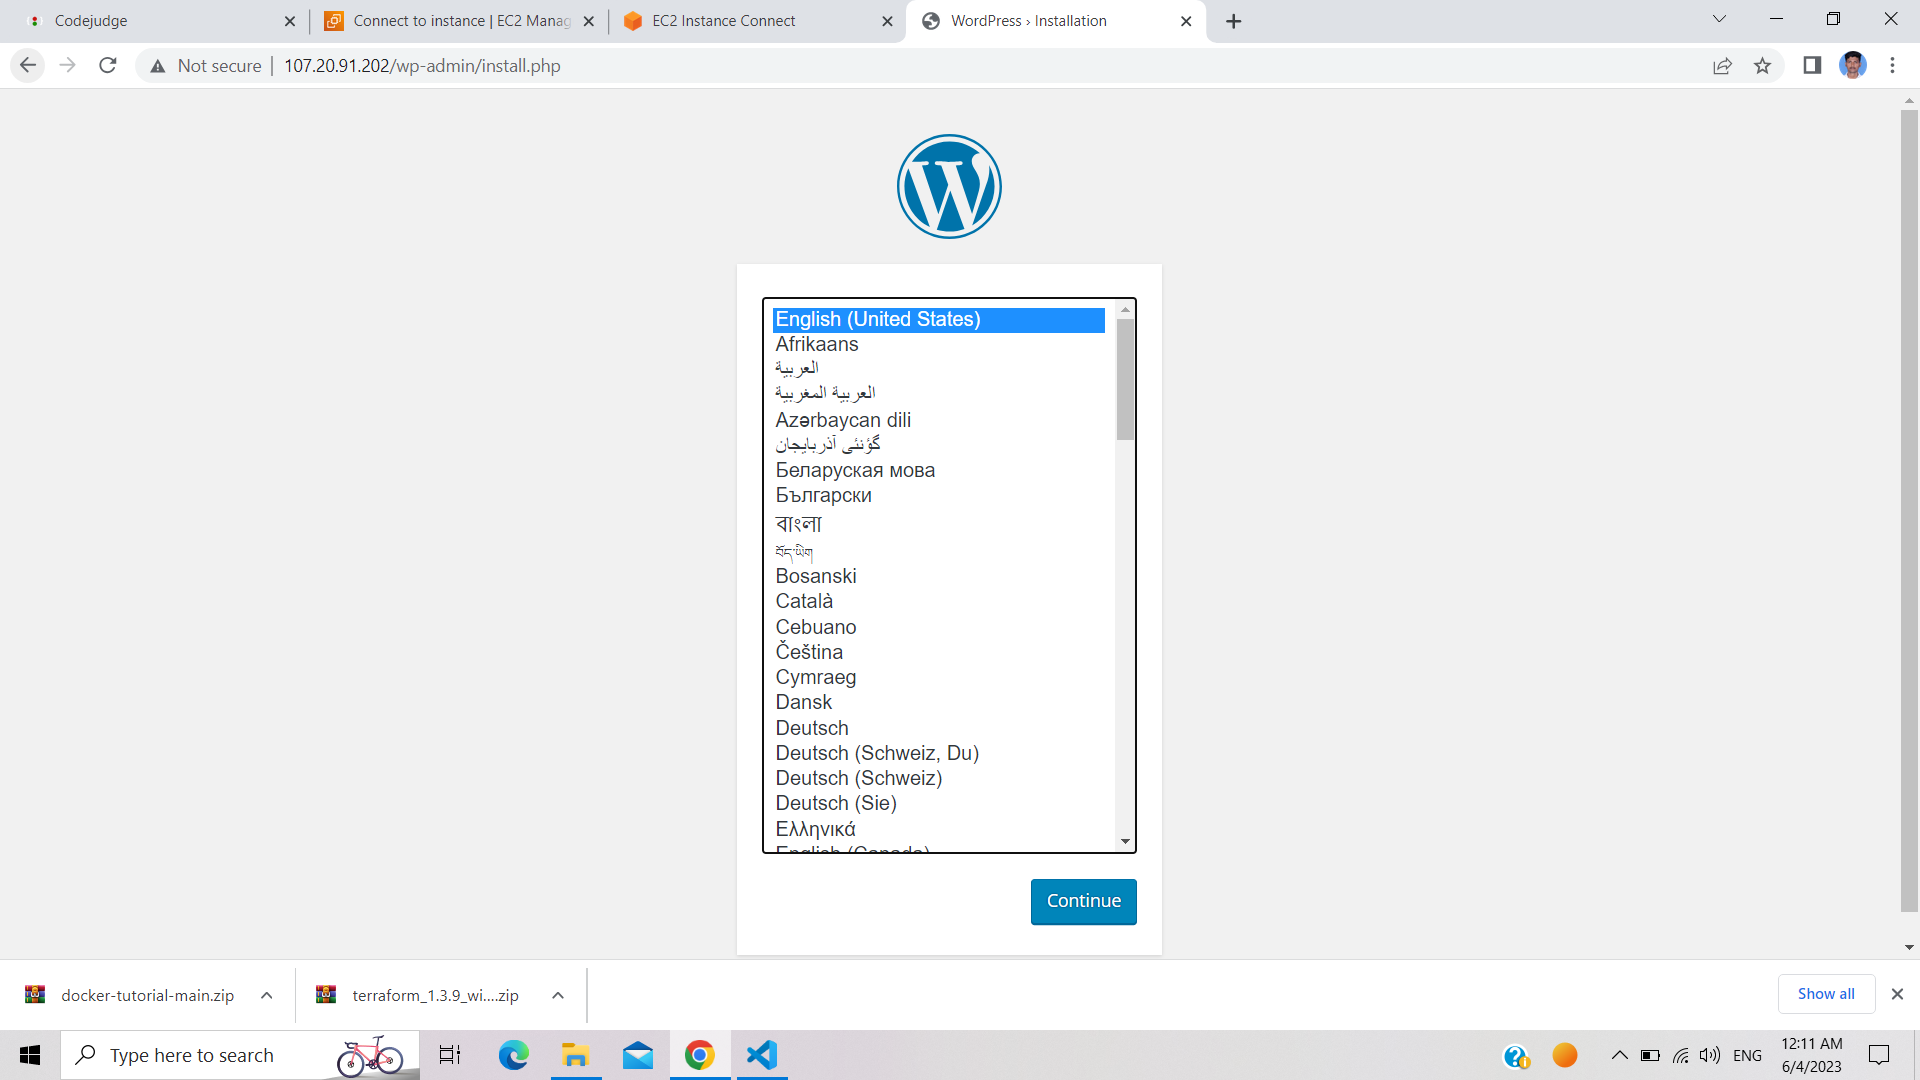 Codejudge
Connect to instance | EC2 Manag
EC2 Instance Connect
WordPress › Installation
Not secure
107.20.91.202/wp-admin/install.php
English (United States)
Afrikaans
العربية
العربية المغربية
Azərbaycan dili
گؤنئی آذربایجان
Беларуская мова
Български
বাংলা
བོད་ཡིག
Bosanski
Català
Cebuano
Čeština
Cymraeg
Dansk
Deutsch
Deutsch (Schweiz, Du)
Deutsch (Schweiz)
Deutsch (Sie)
Ελληνικά
English (Canada)
Continue
docker-tutorial-main.zip
terraform_1.3.9_wi....zip
Show all
Type here to search
ENG
12:11 AM
6/4/2023